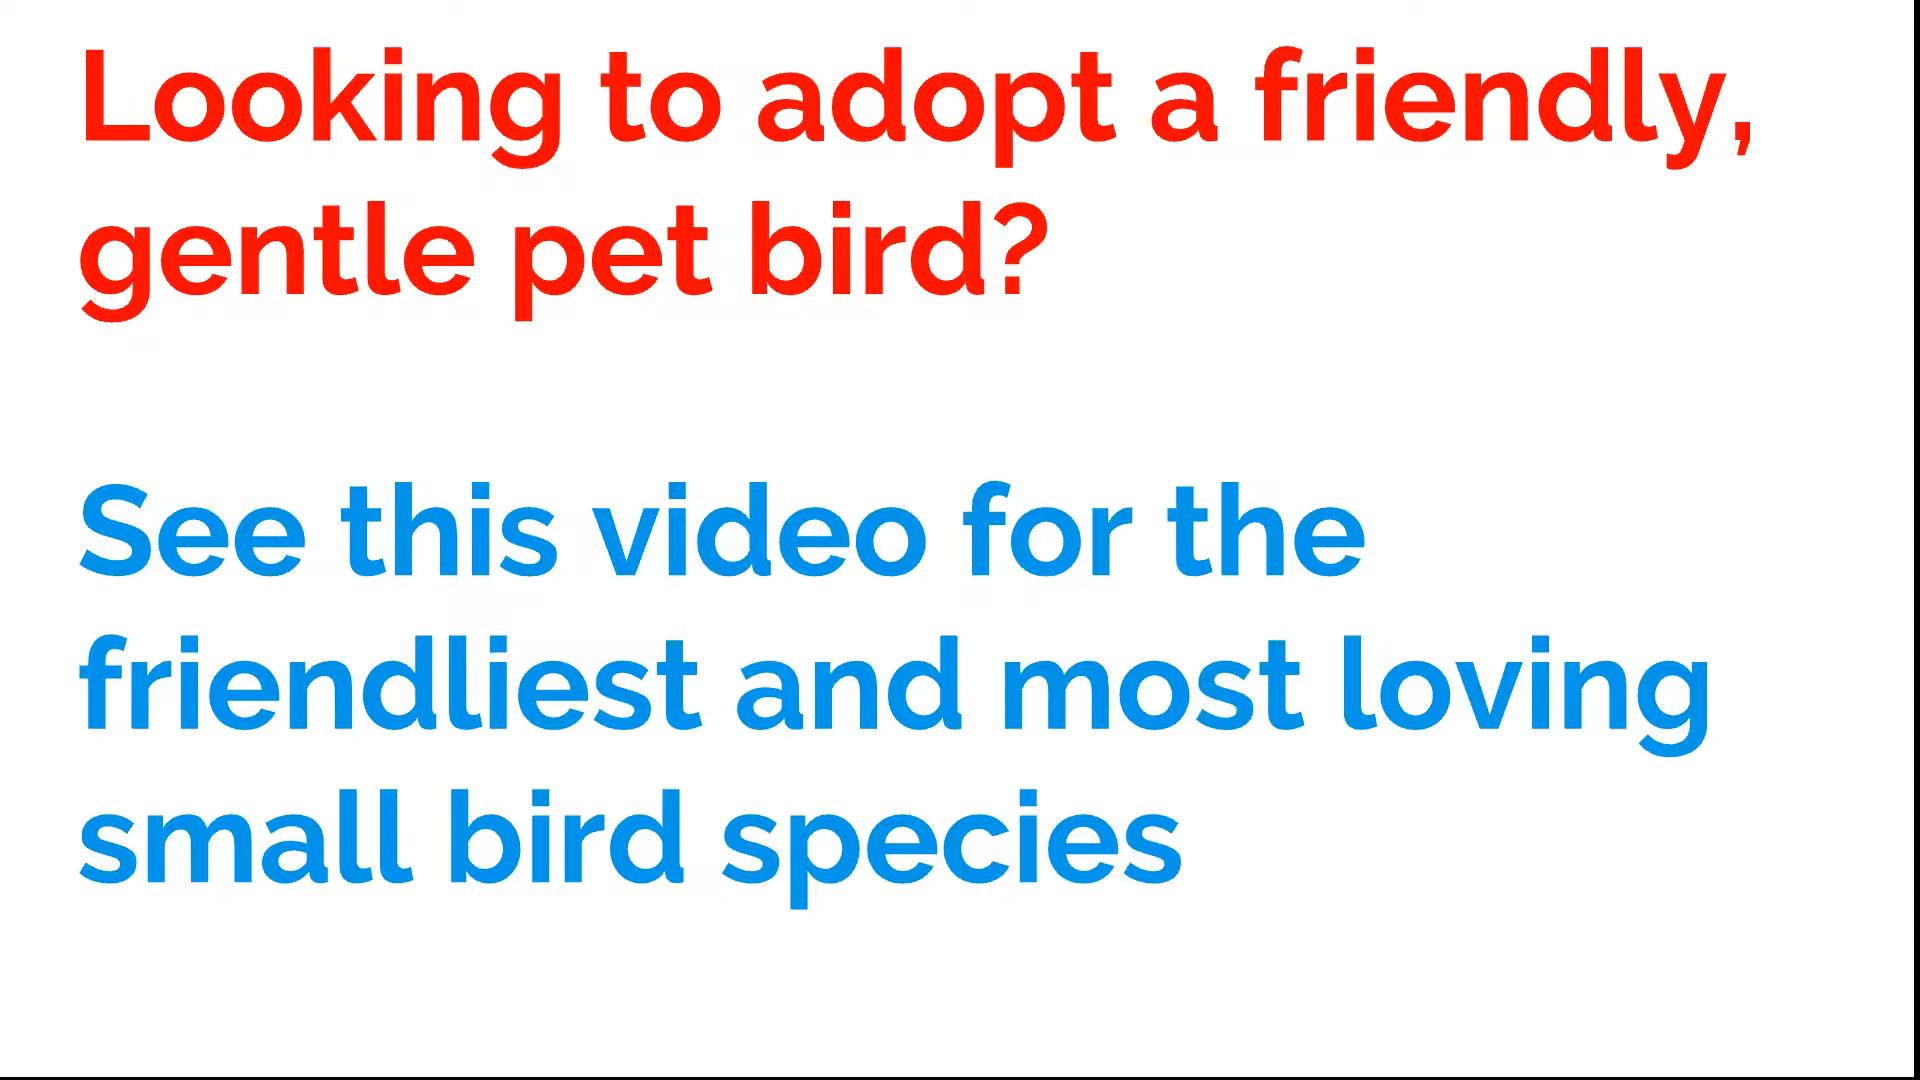 Looking to adopt a friendly,
gentle pet bird?
See this video for the
friendliest and most loving
small bird species